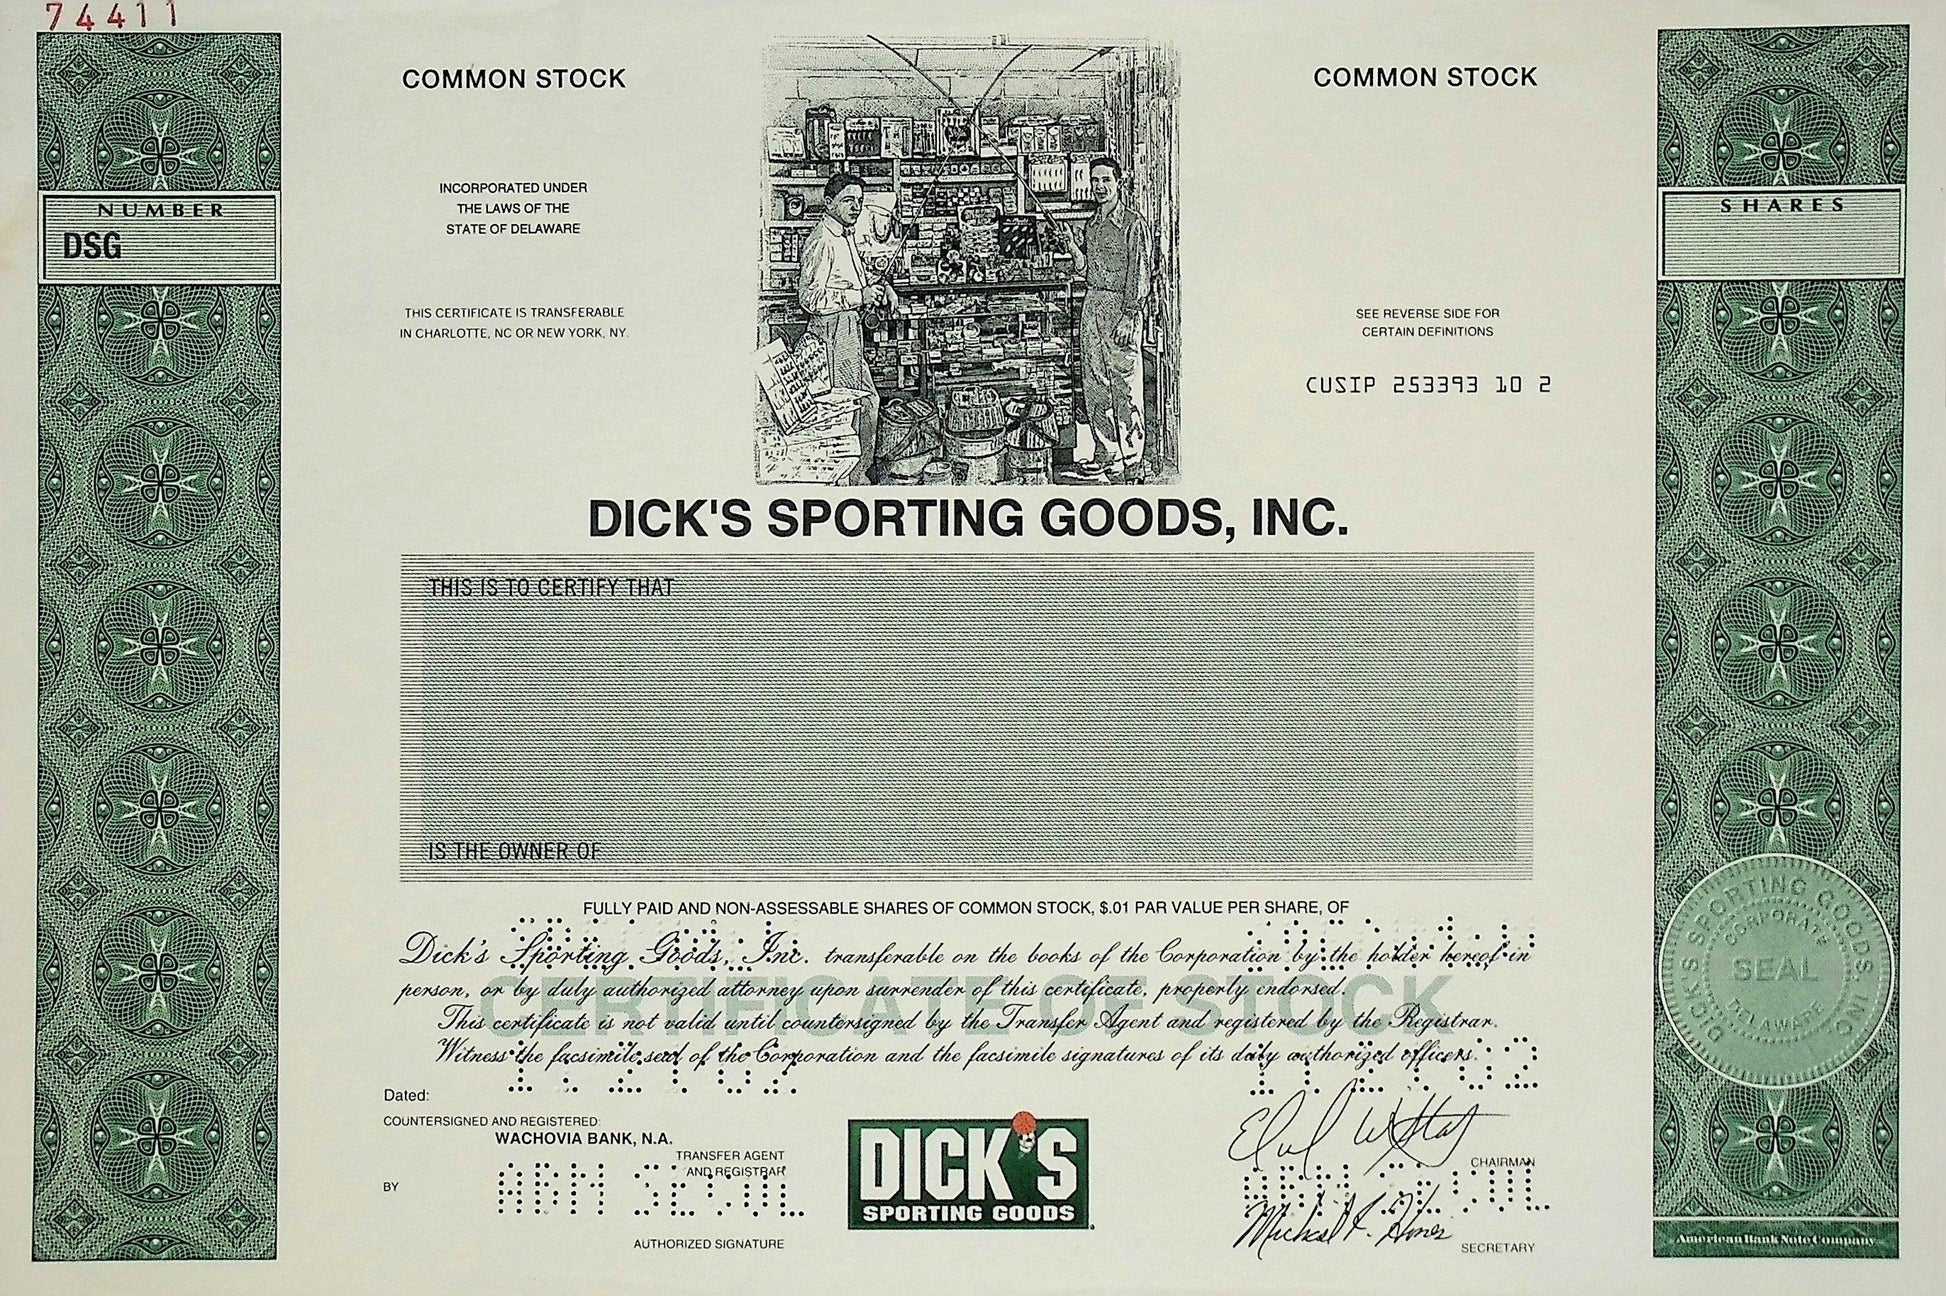 74411
COMMON STOCK
COMMON STOCK
INCORPORATED UNDER
THE LAWS OF THE
STATE OF DELAWARE
NUMBER
DSG
SHARES
THIS CERTIFICATE IS TRANSFERABLE
IN CHARLOTTE, NC OR NEW YORK, NY.
SEE REVERSE SIDE FOR
CERTAIN DEFINITIONS
CUSIP 253393 10 2
DICK'S SPORTING GOODS, INC.
THIS IS TO CERTIFY THAT
IS THE OWNER OF
FULLY PAID AND NON-ASSESSABLE SHARES OF COMMON STOCK, $.01 PAR VALUE PER SHARE, OF
Dick's Sporting Goods, Inc. transferable on the books of the Corporation by the holder hereof in
person, or by duly authorized attorney upon surrender of this certificate, properly endorsed.
CERTIFICATE OF STOCK
This certificate is not valid until countersigned by the Transfer Agent and registered by the Registrar.
Witness the facsimile seal of the Corporation and the facsimile signatures of its duly authorized officers.
DICK'S SPORTING GOODS INC
CORPORATE
SEAL
DELAWARE
Dated:
COUNTERSIGNED AND REGISTERED:
WACHOVIA BANK, N.A.
TRANSFER AGENT
AND REGISTRAR
BY
AUTHORIZED SIGNATURE
DICK'S
SPORTING GOODS
CHAIRMAN
Michael F. Hines
SECRETARY
American Bank Note Company